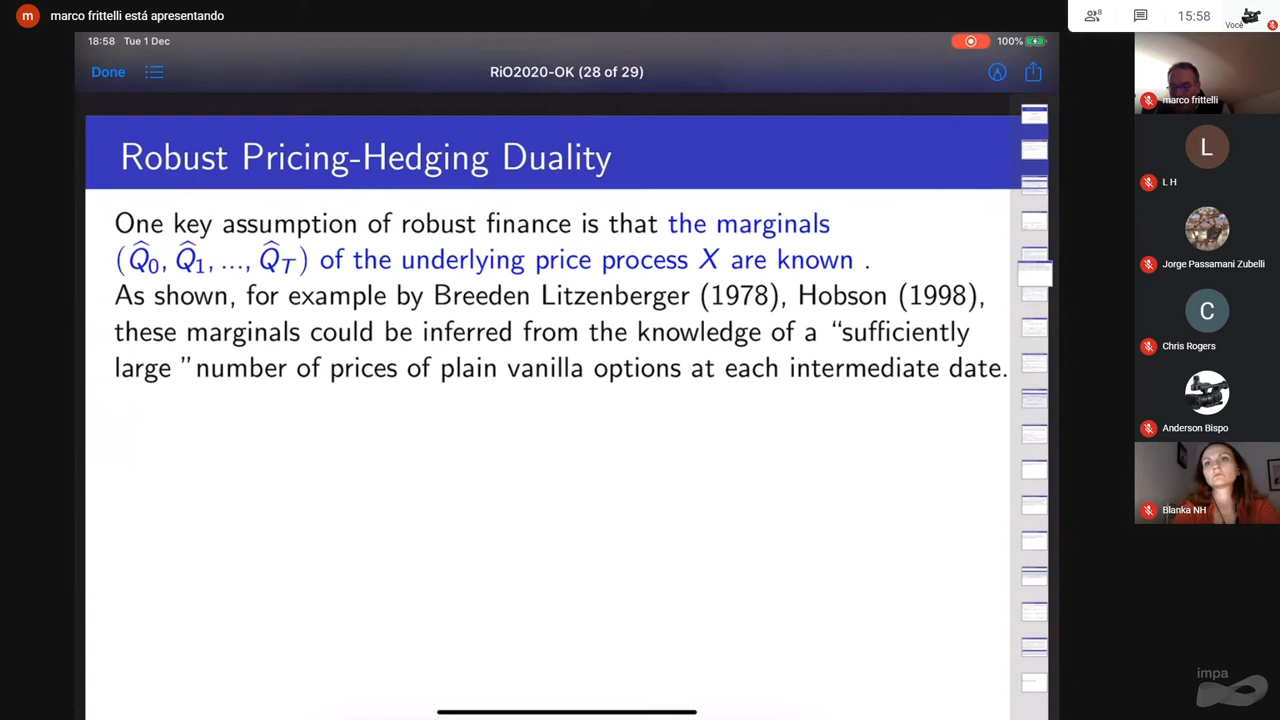 m
marco frittelli está apresentando
8
15:58
Você
18:58 Tue 1 Dec
100%
Done
RiO2020-OK (28 of 29)
Robust Pricing-Hedging Duality
One key assumption of robust finance is that the marginals
(Q̂₀, Q̂₁, ..., Q̂_T) of the underlying price process X are known .
As shown, for example by Breeden Litzenberger (1978), Hobson (1998),
these marginals could be inferred from the knowledge of a “sufficiently
large ”number of prices of plain vanilla options at each intermediate date.
marco frittelli
L
L H
Jorge Passamani Zubelli
C
Chris Rogers
Anderson Bispo
Blanka NH
impa